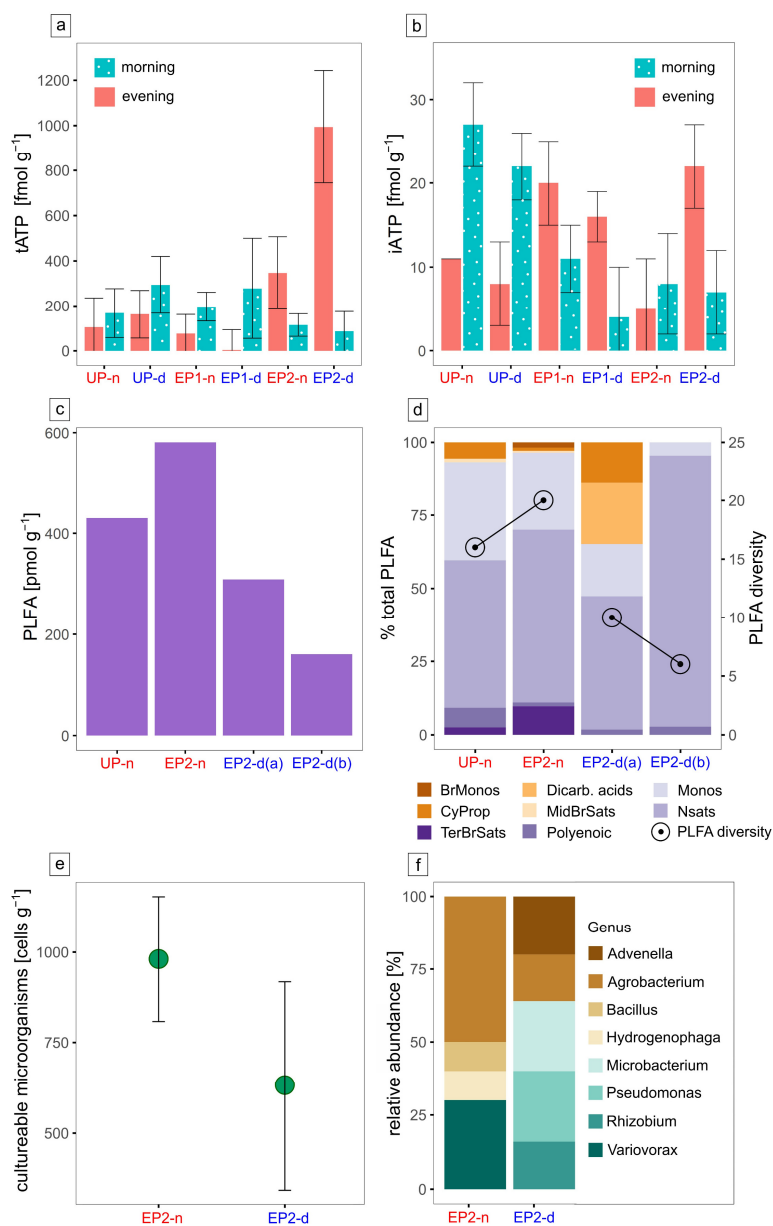 a
morning
evening
tATP [fmol g⁻¹]
1200
1000
800
600
400
200
0
UP-n UP-d EP1-n EP1-d EP2-n EP2-d
b
morning
evening
iATP [fmol g⁻¹]
30
20
10
0
UP-n UP-d EP1-n EP1-d EP2-n EP2-d
c
PLFA [pmol g⁻¹]
600
400
200
0
UP-n EP2-n EP2-d(a) EP2-d(b)
d
% total PLFA
100
75
50
25
0
PLFA diversity
25
20
15
10
5
0
UP-n EP2-n EP2-d(a) EP2-d(b)
BrMonos Dicarb. acids Monos
CyProp MidBrSats Nsats
TerBrSats Polyenoic PLFA diversity
e
cultureable microorganisms [cells g⁻¹]
1000
750
500
EP2-n EP2-d
f
relative abundance [%]
100
75
50
25
0
EP2-n EP2-d
Genus
Advenella
Agrobacterium
Bacillus
Hydrogenophaga
Microbacterium
Pseudomonas
Rhizobium
Variovorax